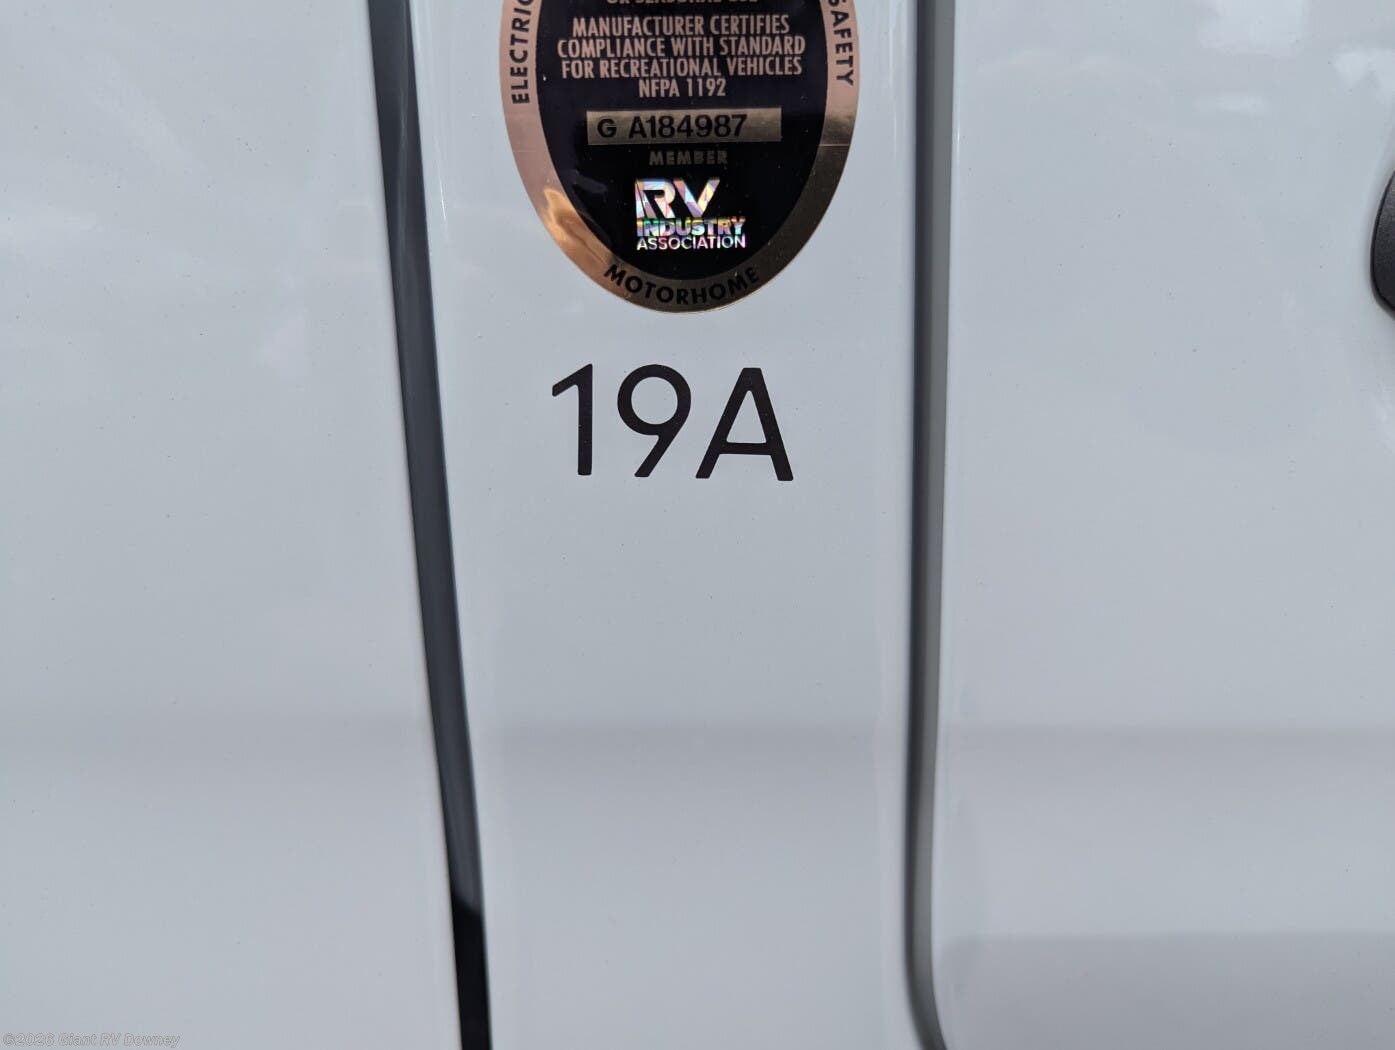 ELECTRIC
SAFETY
MANUFACTURER CERTIFIES
COMPLIANCE WITH STANDARD
FOR RECREATIONAL VEHICLES
NFPA 1192
G A184987
MEMBER
RV
INDUSTRY
ASSOCIATION
MOTORHOME
19A
©2026 Giant RV Downey